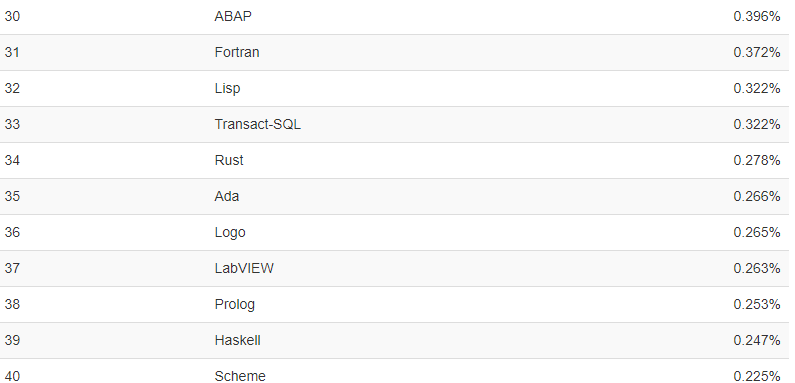 30 ABAP 0.396%
31 Fortran 0.372%
32 Lisp 0.322%
33 Transact-SQL 0.322%
34 Rust 0.278%
35 Ada 0.266%
36 Logo 0.265%
37 LabVIEW 0.263%
38 Prolog 0.253%
39 Haskell 0.247%
40 Scheme 0.225%